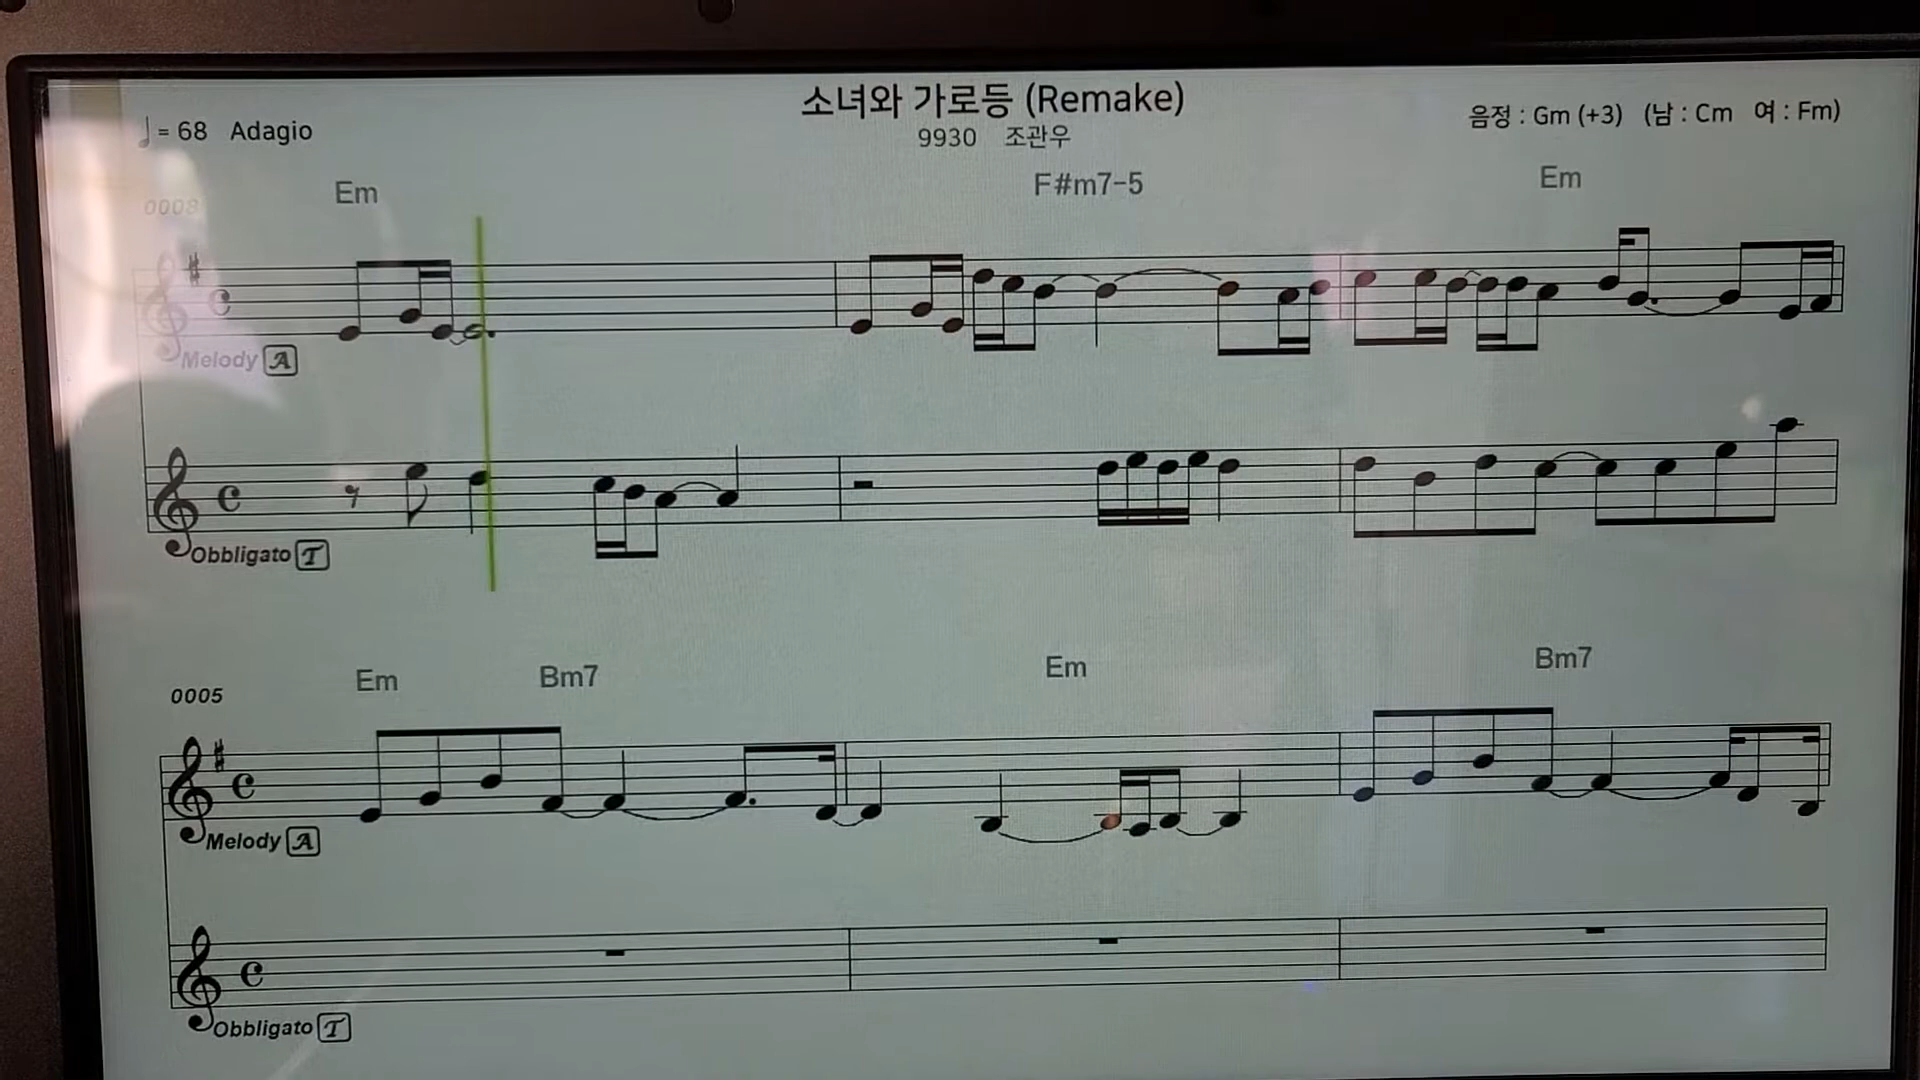 소녀와 가로등 (Remake)
♩ = 68 Adagio
9930 조관우
음정 : Gm (+3) (남 : Cm 여 : Fm)
Em F#m7-5 Em
0008
Melody A
Obbligato T
Em Bm7 Em Bm7
0005
Melody A
Obbligato T